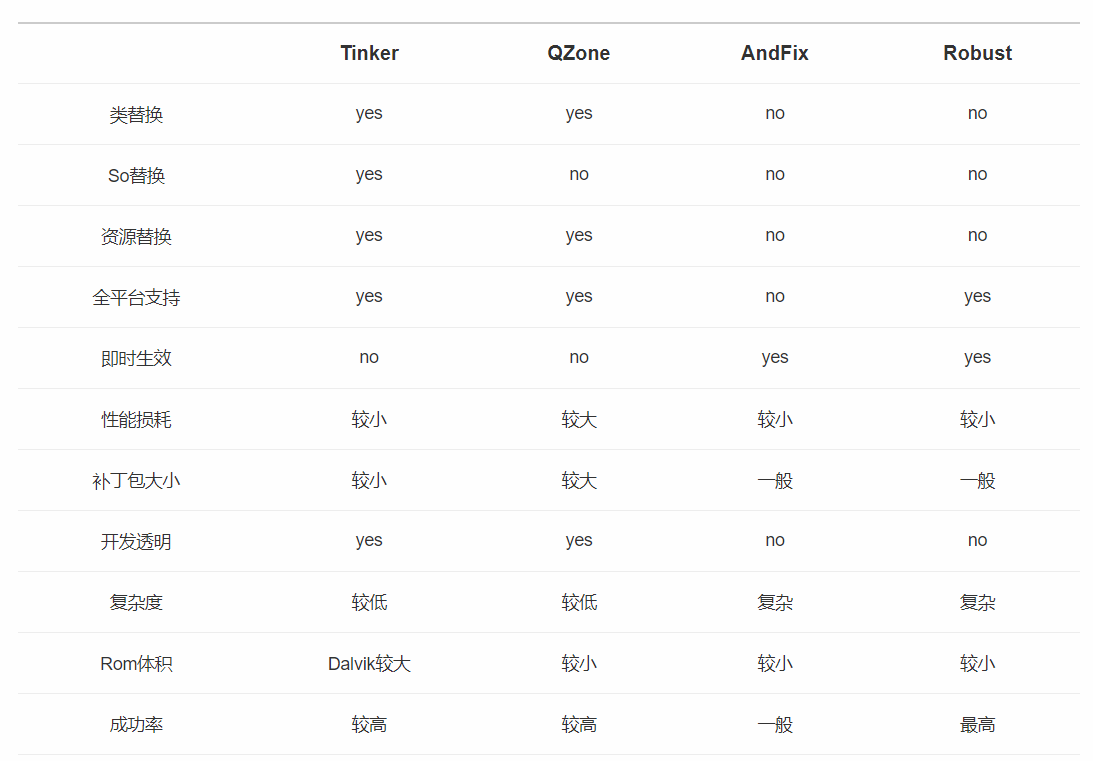 Tinker QZone AndFix Robust
类替换 yes yes no no
So替换 yes no no no
资源替换 yes yes no no
全平台支持 yes yes no yes
即时生效 no no yes yes
性能损耗 较小 较大 较小 较小
补丁包大小 较小 较大 一般 一般
开发透明 yes yes no no
复杂度 较低 较低 复杂 复杂
Rom体积 Dalvik较大 较小 较小 较小
成功率 较高 较高 一般 最高